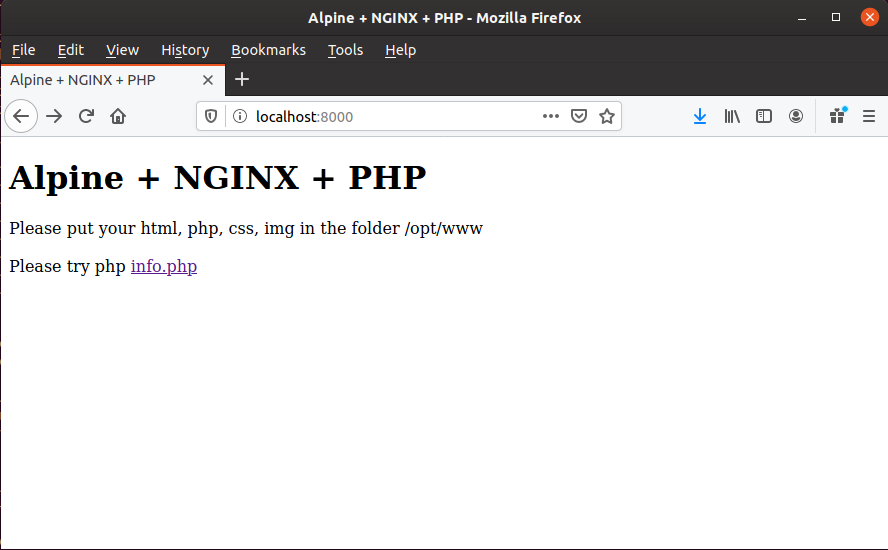 Alpine + NGINX + PHP - Mozilla Firefox
File Edit View History Bookmarks Tools Help
Alpine + NGINX + PHP
localhost:8000
Alpine + NGINX + PHP
Please put your html, php, css, img in the folder /opt/www
Please try php info.php